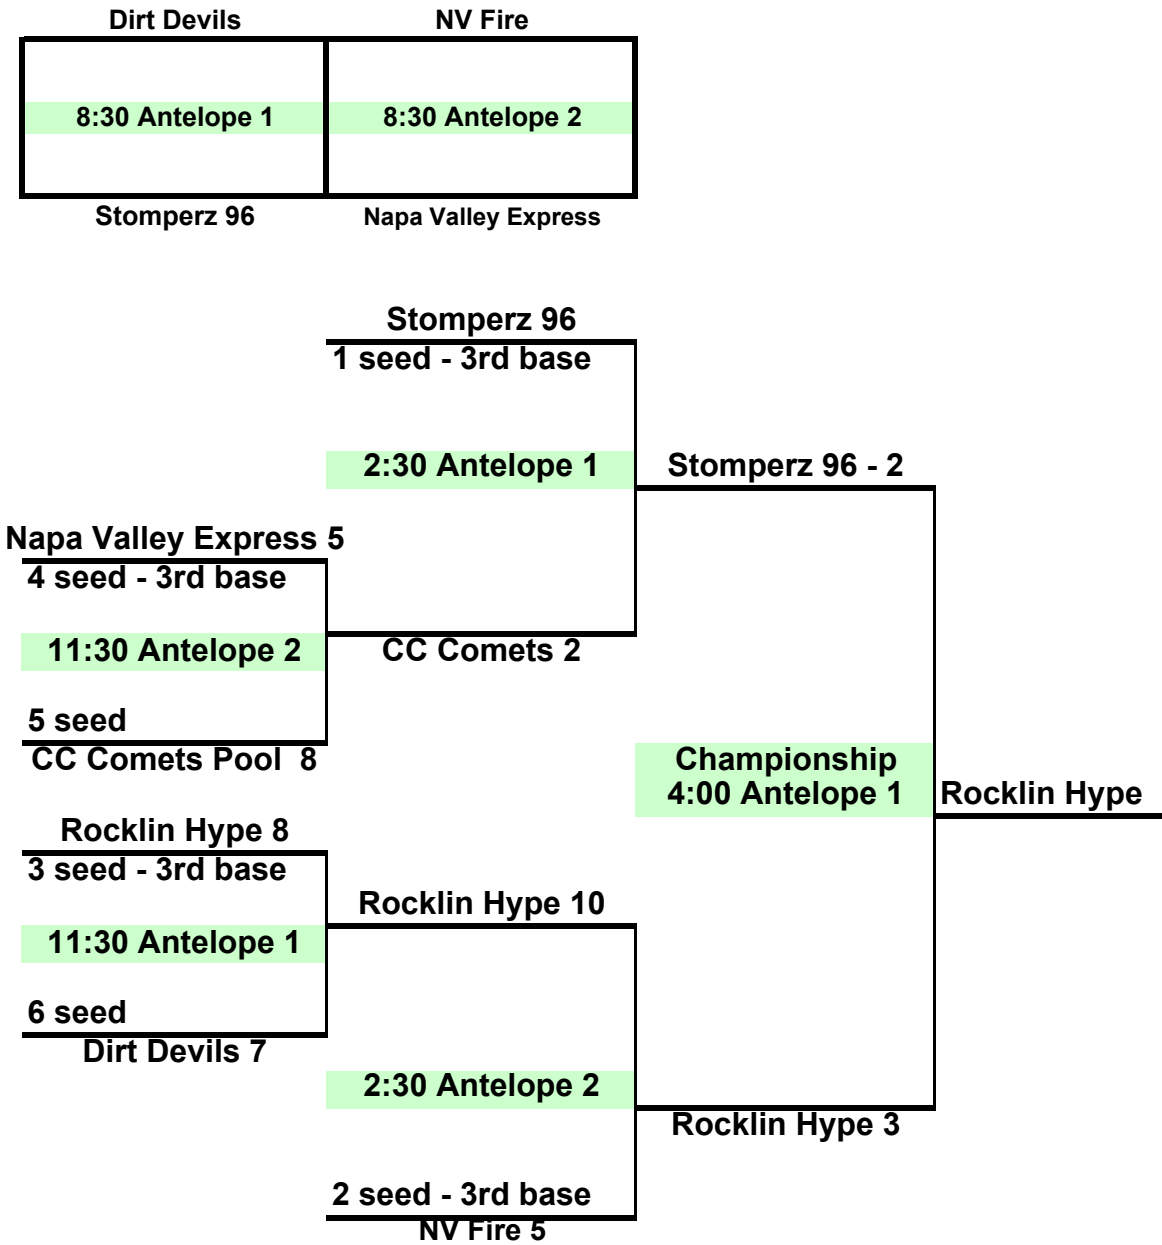 Dirt Devils
NV Fire
8:30 Antelope 1
8:30 Antelope 2
Stomperz 96
Napa Valley Express
Stomperz 96
1 seed - 3rd base
2:30 Antelope 1
Stomperz 96 - 2
Napa Valley Express 5
4 seed - 3rd base
11:30 Antelope 2
CC Comets 2
5 seed
CC Comets Pool  8
Championship
4:00 Antelope 1
Rocklin Hype
Rocklin Hype 8
3 seed - 3rd base
Rocklin Hype 10
11:30 Antelope 1
6 seed
Dirt Devils 7
2:30 Antelope 2
Rocklin Hype 3
2 seed - 3rd base
NV Fire 5